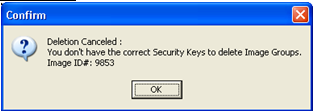 Confirm
Deletion Canceled :
You don't have the correct Security Keys to delete Image Groups.
Image ID#: 9853
OK